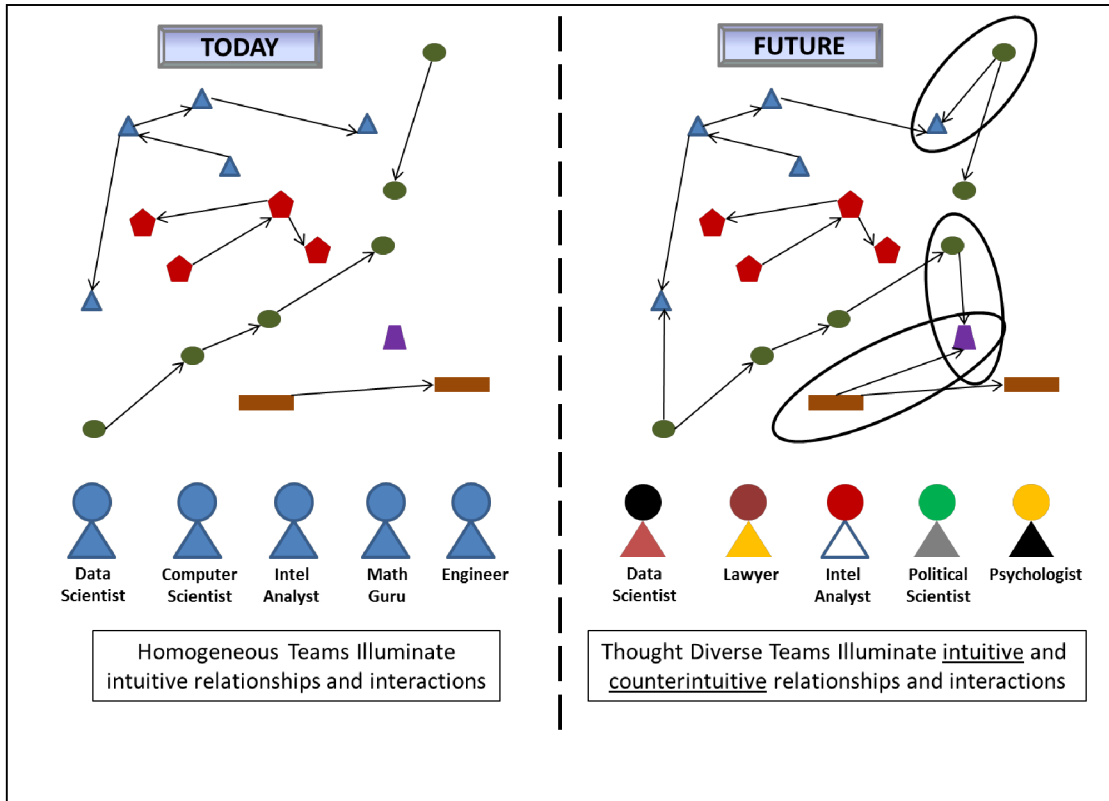 TODAY
Data
Scientist
Computer
Scientist
Intel
Analyst
Math
Guru
Engineer
Homogeneous Teams Illuminate
intuitive relationships and interactions
FUTURE
Data
Scientist
Lawyer
Intel
Analyst
Political
Scientist
Psychologist
Thought Diverse Teams Illuminate intuitive and
counterintuitive relationships and interactions